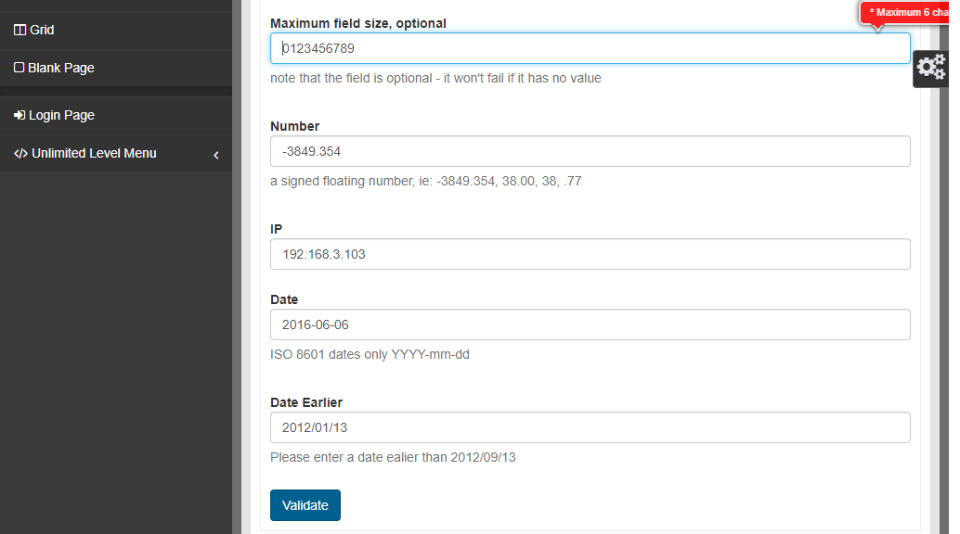 Grid
Blank Page
Login Page
Unlimited Level Menu
* Maximum 6 cha
Maximum field size, optional
0123456789
note that the field is optional - it won't fail if it has no value
Number
-3849.354
a signed floating number, ie: -3849.354, 38.00, 38, .77
IP
192.168.3.103
Date
2016-06-06
ISO 8601 dates only YYYY-mm-dd
Date Earlier
2012/01/13
Please enter a date ealier than 2012/09/13
Validate